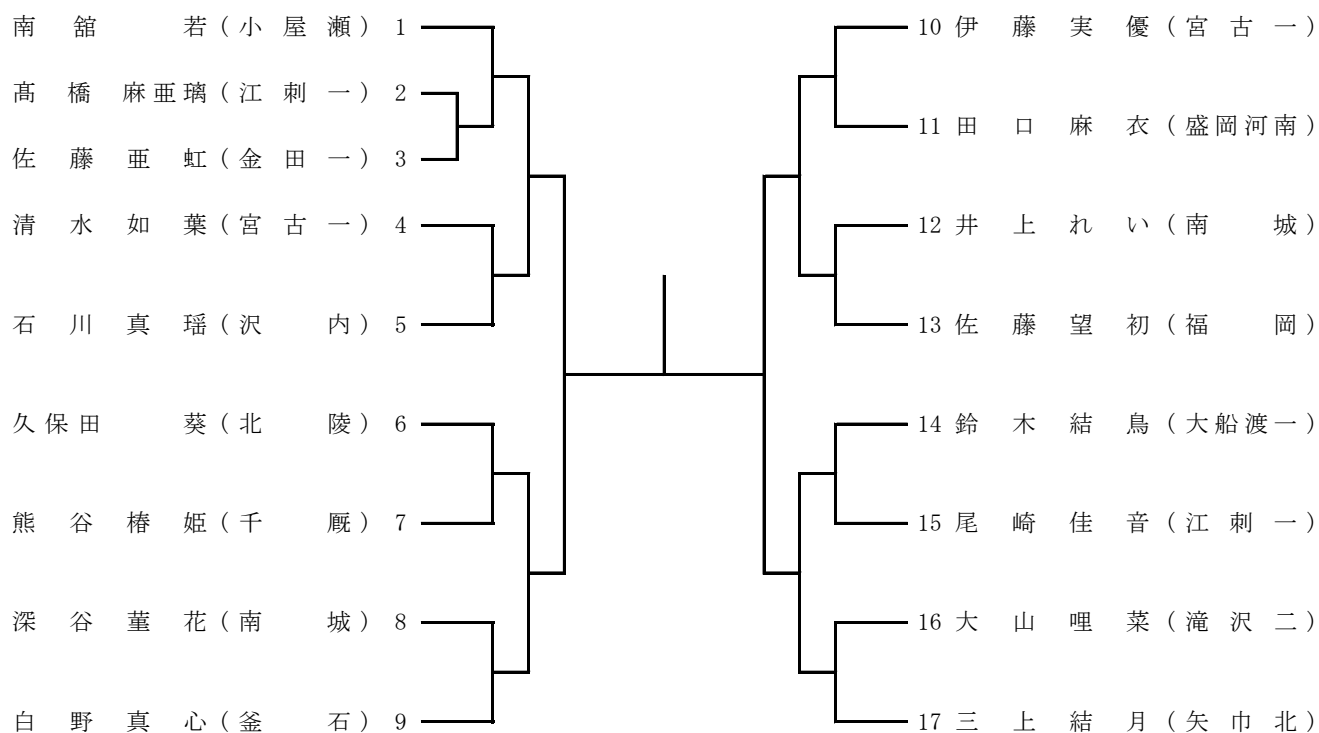 南舘若（小屋瀬）1
髙橋麻亜璃（江刺一）2
佐藤亜虹（金田一）3
清水如葉（宮古一）4
石川真瑶（沢内）5
久保田葵（北陵）6
熊谷椿姫（千厩）7
深谷菫花（南城）8
白野真心（釜石）9
10 伊藤実優（宮古一）
11 田口麻衣（盛岡河南）
12 井上れい（南城）
13 佐藤望初（福岡）
14 鈴木結鳥（大船渡一）
15 尾崎佳音（江刺一）
16 大山哩菜（滝沢二）
17 三上結月（矢巾北）